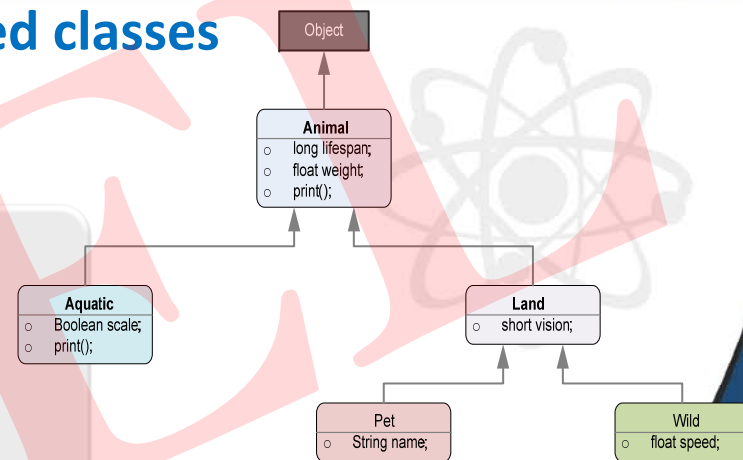 ed classes
Object
Animal
○ long lifespan;
○ float weight;
○ print();
Aquatic
○ Boolean scale;
○ print();
Land
○ short vision;
Pet
○ String name;
Wild
○ float speed;